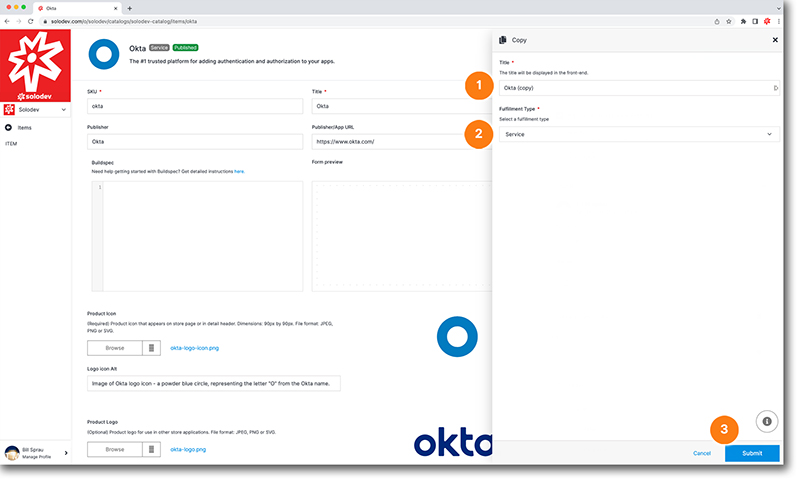 Okta
solodev.com/o/solodev/catalogs/solodev-catalog/items/okta
solodev
Solodev
Items
ITEM
Bill Sprau
Manage Profile
Okta Service Published
The #1 trusted platform for adding authentication and authorization to your apps.
SKU *
okta
Title *
Okta
Publisher
Okta
Publisher/App URL
https://www.okta.com/
Buildspec
Need help getting started with Buildspec? Get detailed instructions here
1
Form preview
Product Icon
(Required) Product icon that appears on store page or in detail header. Dimensions: 90px by 90px. File format: JPEG,
PNG or SVG.
Browse
okta-logo-icon.png
Logo Icon Alt
Image of Okta logo icon - a powder blue circle, representing the letter "O" from the Okta name.
Product Logo
(Optional) Product logo for use in other store applications. File format: JPEG, PNG or SVG.
Browse
okta-logo.png
okta
Copy
1
Title *
The title will be displayed in the front-end.
Okta (copy)
2
Fulfillment Type *
Select a fulfillment type
Service
3
Cancel
Submit